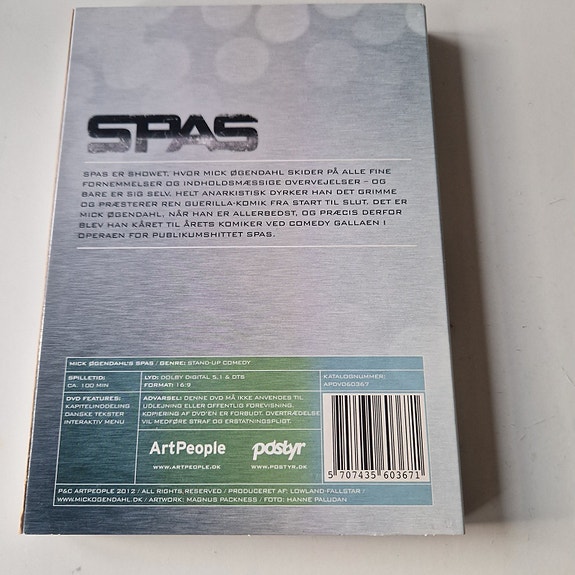 SPAS
SPAS ER SHOWET, HVOR MICK ØGENDAHL SKIDER PÅ ALLE FINE
FORNEMMELSER OG INDHOLDSMÆSSIGE OVERVEJELSER – OG
BARE ER SIG SELV. HELT ANARKISTISK DYRKER HAN DET GRIMME
OG PRÆSTERER REN GUERILLA-KOMIK FRA START TIL SLUT. DET ER
MICK ØGENDAHL, NÅR HAN ER ALLERBEDST, OG PRÆCIS DERFOR
BLEV HAN KÅRET TIL ÅRETS KOMIKER VED COMEDY GALLAEN I
OPERAEN FOR PUBLIKUMSHITTET SPAS.
MICK ØGENDAHL'S SPAS / GENRE: STAND-UP COMEDY
SPILLETID:
CA. 100 MIN
LYD: DOLBY DIGITAL 5.1 & DTS
FORMAT: 16:9
KATALOGNUMMER:
APDVD60367
DVD FEATURES:
KAPITELINDDELING
DANSKE TEKSTER
INTERAKTIV MENU
ADVARSEL! DENNE DVD MÅ IKKE ANVENDES TIL
UDLEJNING ELLER OFFENTLIG FOREVISNING.
KOPIERING AF DVD'EN ER FORBUDT. OVERTRÆDELSE
VIL MEDFØRE STRAF OG ERSTATNINGSPLIGT.
ArtPeople
WWW.ARTPEOPLE.DK
postyr
WWW.POSTYR.DK
5 707435 603671
P&C ARTPEOPLE 2012 / ALL RIGHTS RESERVED / PRODUCERET AF: LOWLAND FALLSTAR /
WWW.MICKOGENDAHL.DK / ARTWORK: MAGNUS PACKNESS / FOTO: HANNE PALUDAN